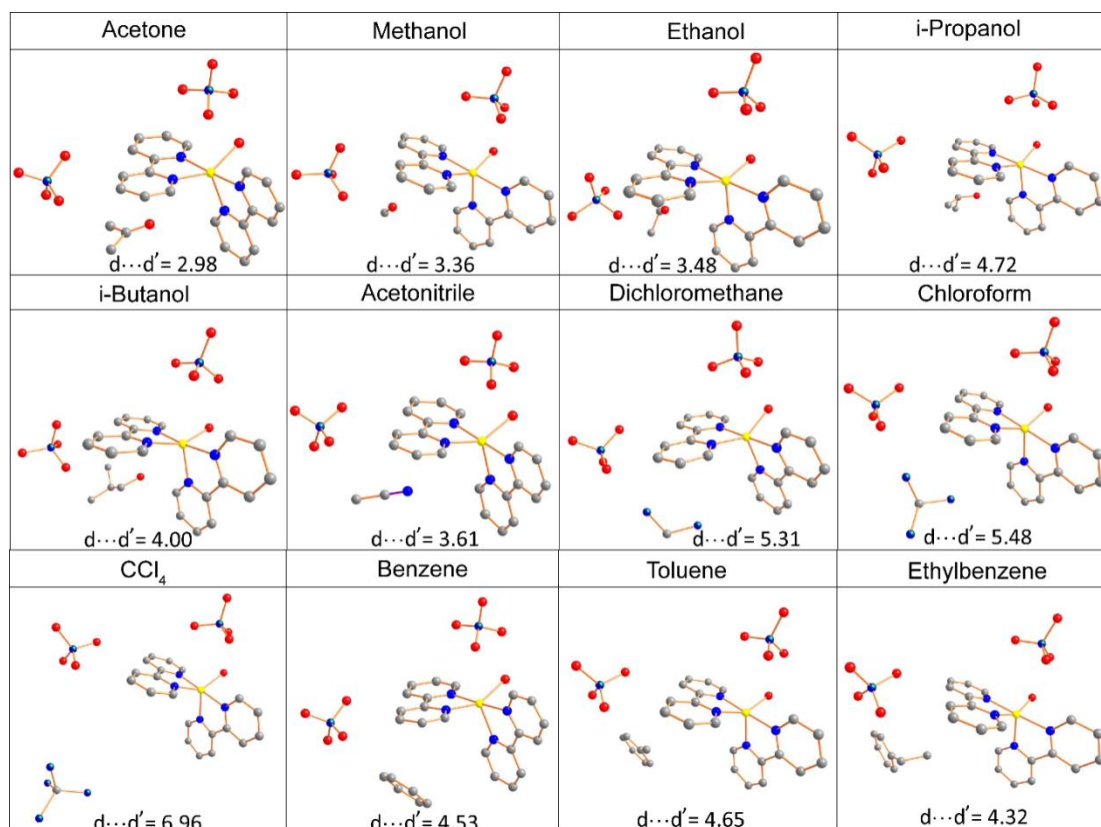 Acetone Methanol Ethanol i-Propanol
d···d′= 2.98 d···d′= 3.36 d···d′= 3.48 d···d′= 4.72
i-Butanol Acetonitrile Dichloromethane Chloroform
d···d′= 4.00 d···d′= 3.61 d···d′= 5.31 d···d′= 5.48
CCl₄ Benzene Toluene Ethylbenzene
d···d′= 6.96 d···d′= 4.53 d···d′= 4.65 d···d′= 4.32